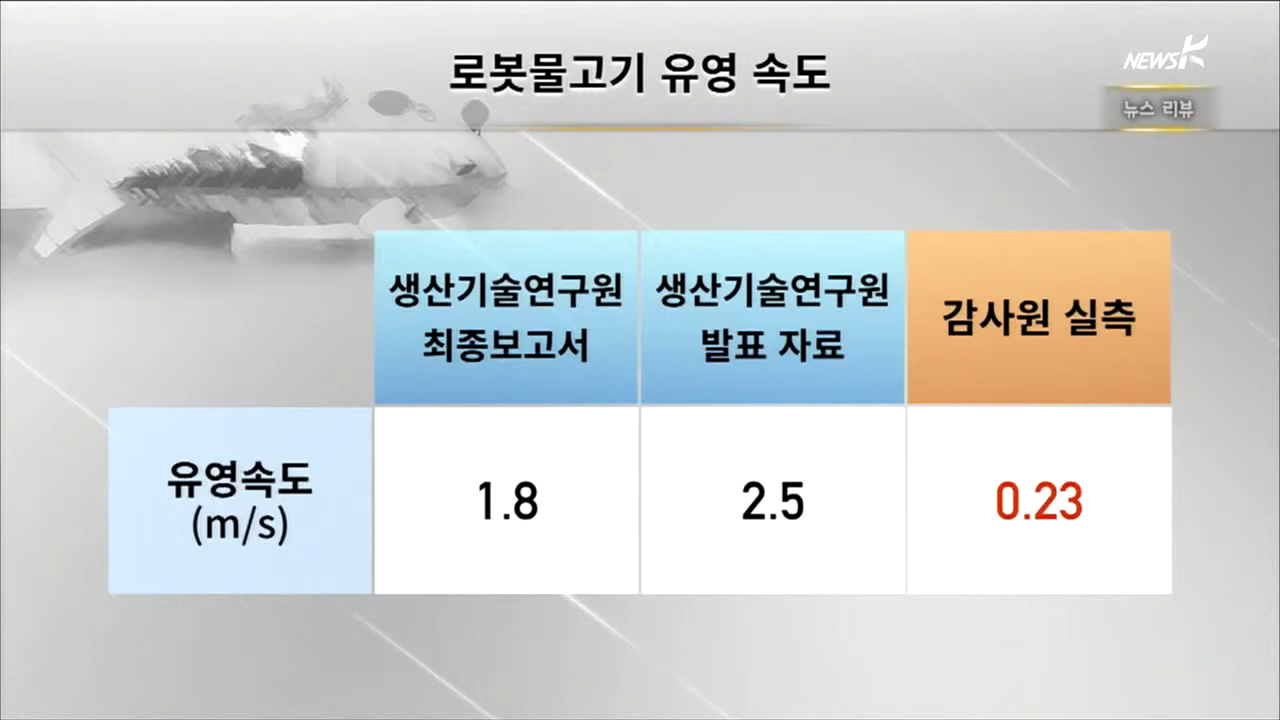 로봇물고기 유영 속도
NEWS K
뉴스 리뷰
생산기술연구원
최종보고서
생산기술연구원
발표 자료
감사원 실측
유영속도
(m/s)
1.8
2.5
0.23